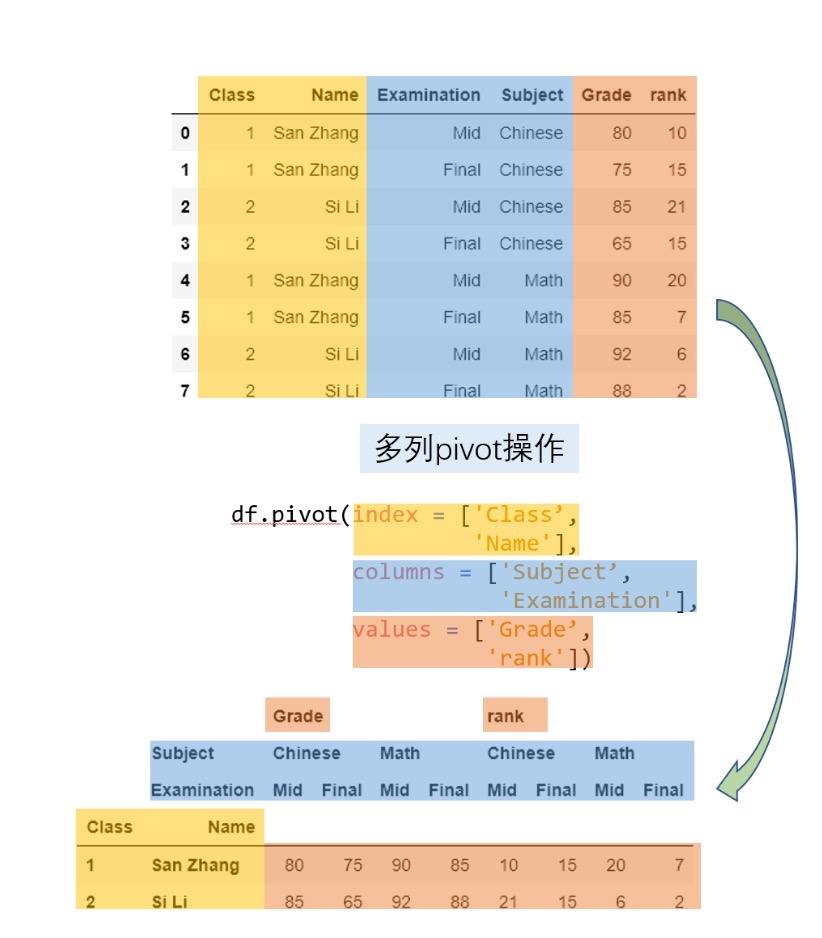 Class Name Examination Subject Grade rank
0 1 San Zhang Mid Chinese 80 10
1 1 San Zhang Final Chinese 75 15
2 2 Si Li Mid Chinese 85 21
3 2 Si Li Final Chinese 65 15
4 1 San Zhang Mid Math 90 20
5 1 San Zhang Final Math 85 7
6 2 Si Li Mid Math 92 6
7 2 Si Li Final Math 88 2
多列pivot操作
df.pivot(index = ['Class’,
'Name'],
columns = ['Subject’,
'Examination'],
values = ['Grade’,
'rank'])
Grade rank
Subject Chinese Math Chinese Math
Examination Mid Final Mid Final Mid Final Mid Final
Class Name
1 San Zhang 80 75 90 85 10 15 20 7
2 Si Li 85 65 92 88 21 15 6 2